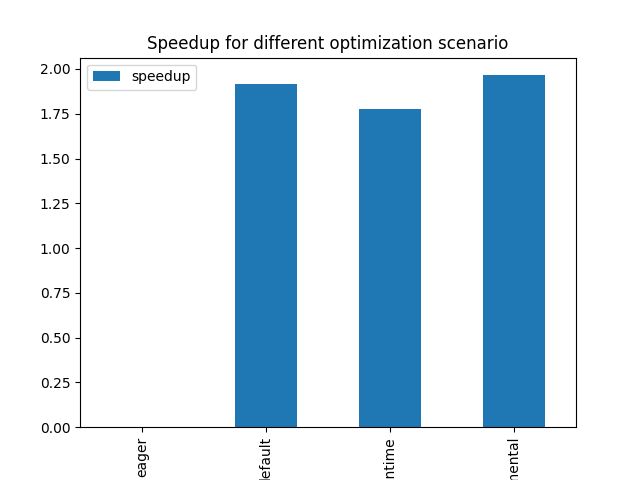 Speedup for different optimization scenario
speedup
2.00
1.75
1.50
1.25
1.00
0.75
0.50
0.25
0.00
eager
default
ntime
mental